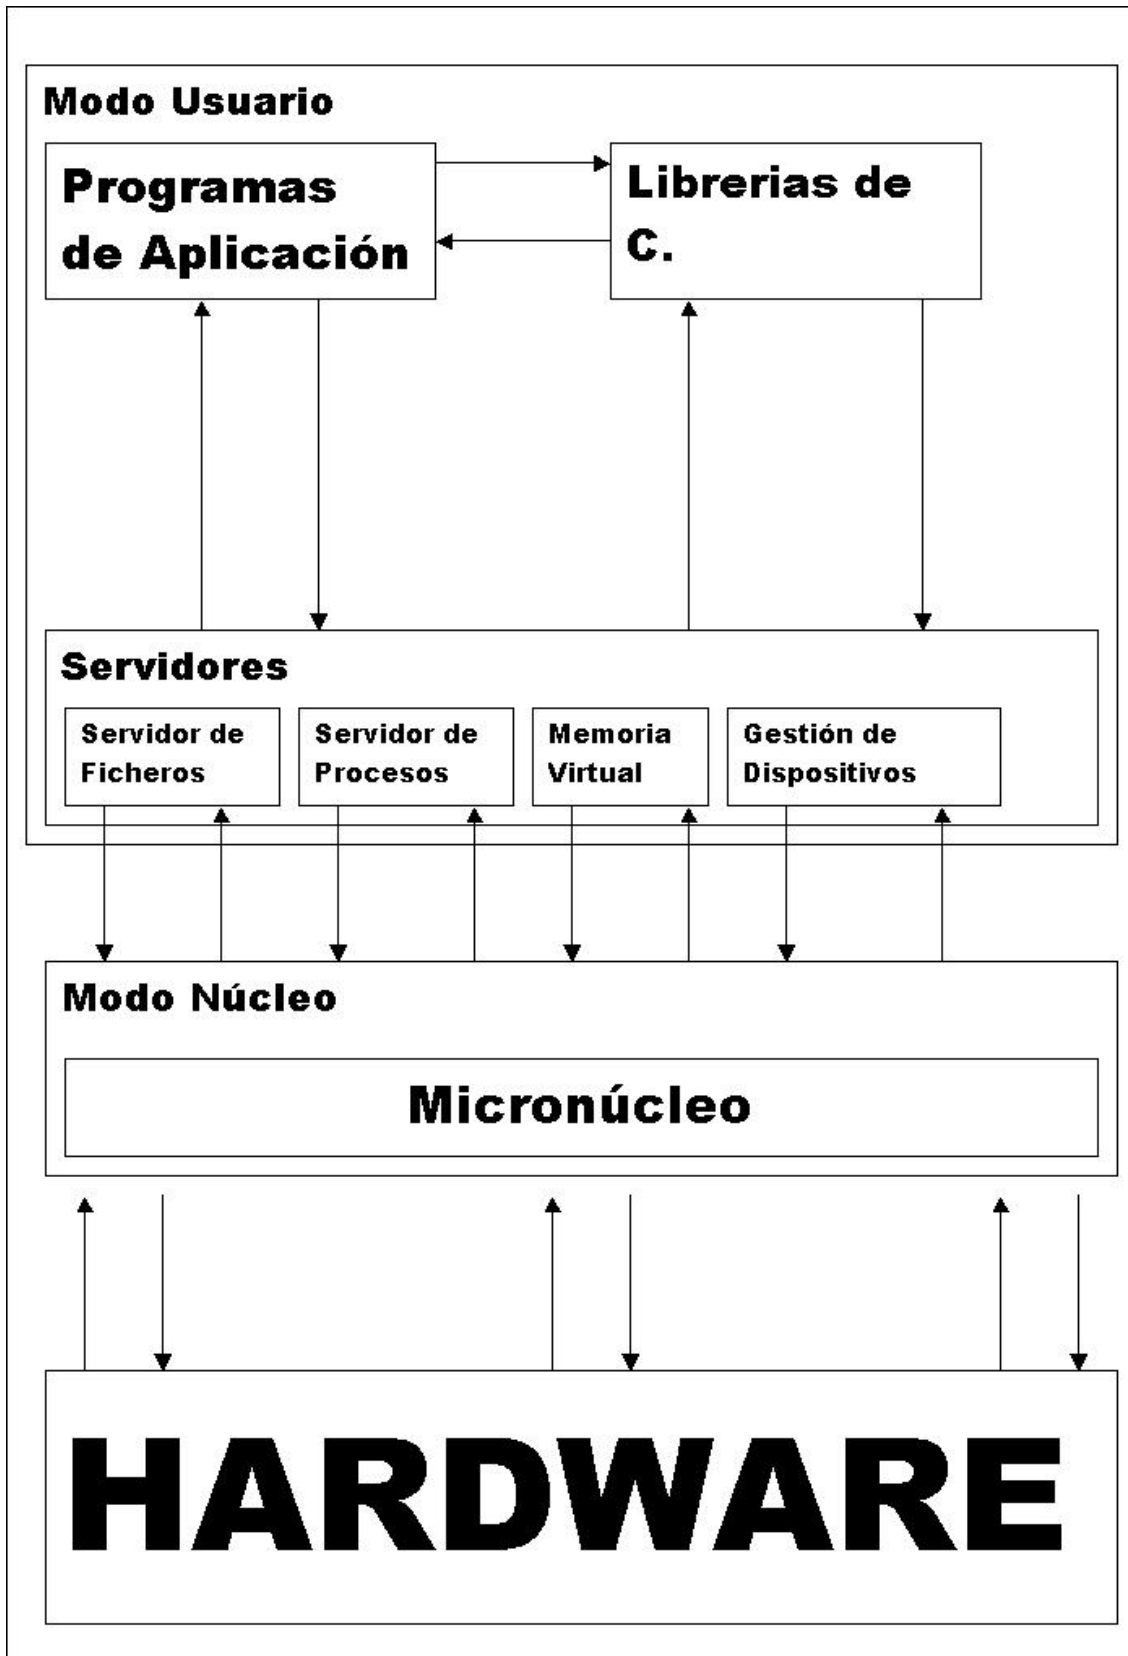 Modo Usuario
Programas
de Aplicación
Librerias de
C.
Servidores
Servidor de
Ficheros
Servidor de
Procesos
Memoria
Virtual
Gestión de
Dispositivos
Modo Núcleo
Micronúcleo
HARDWARE